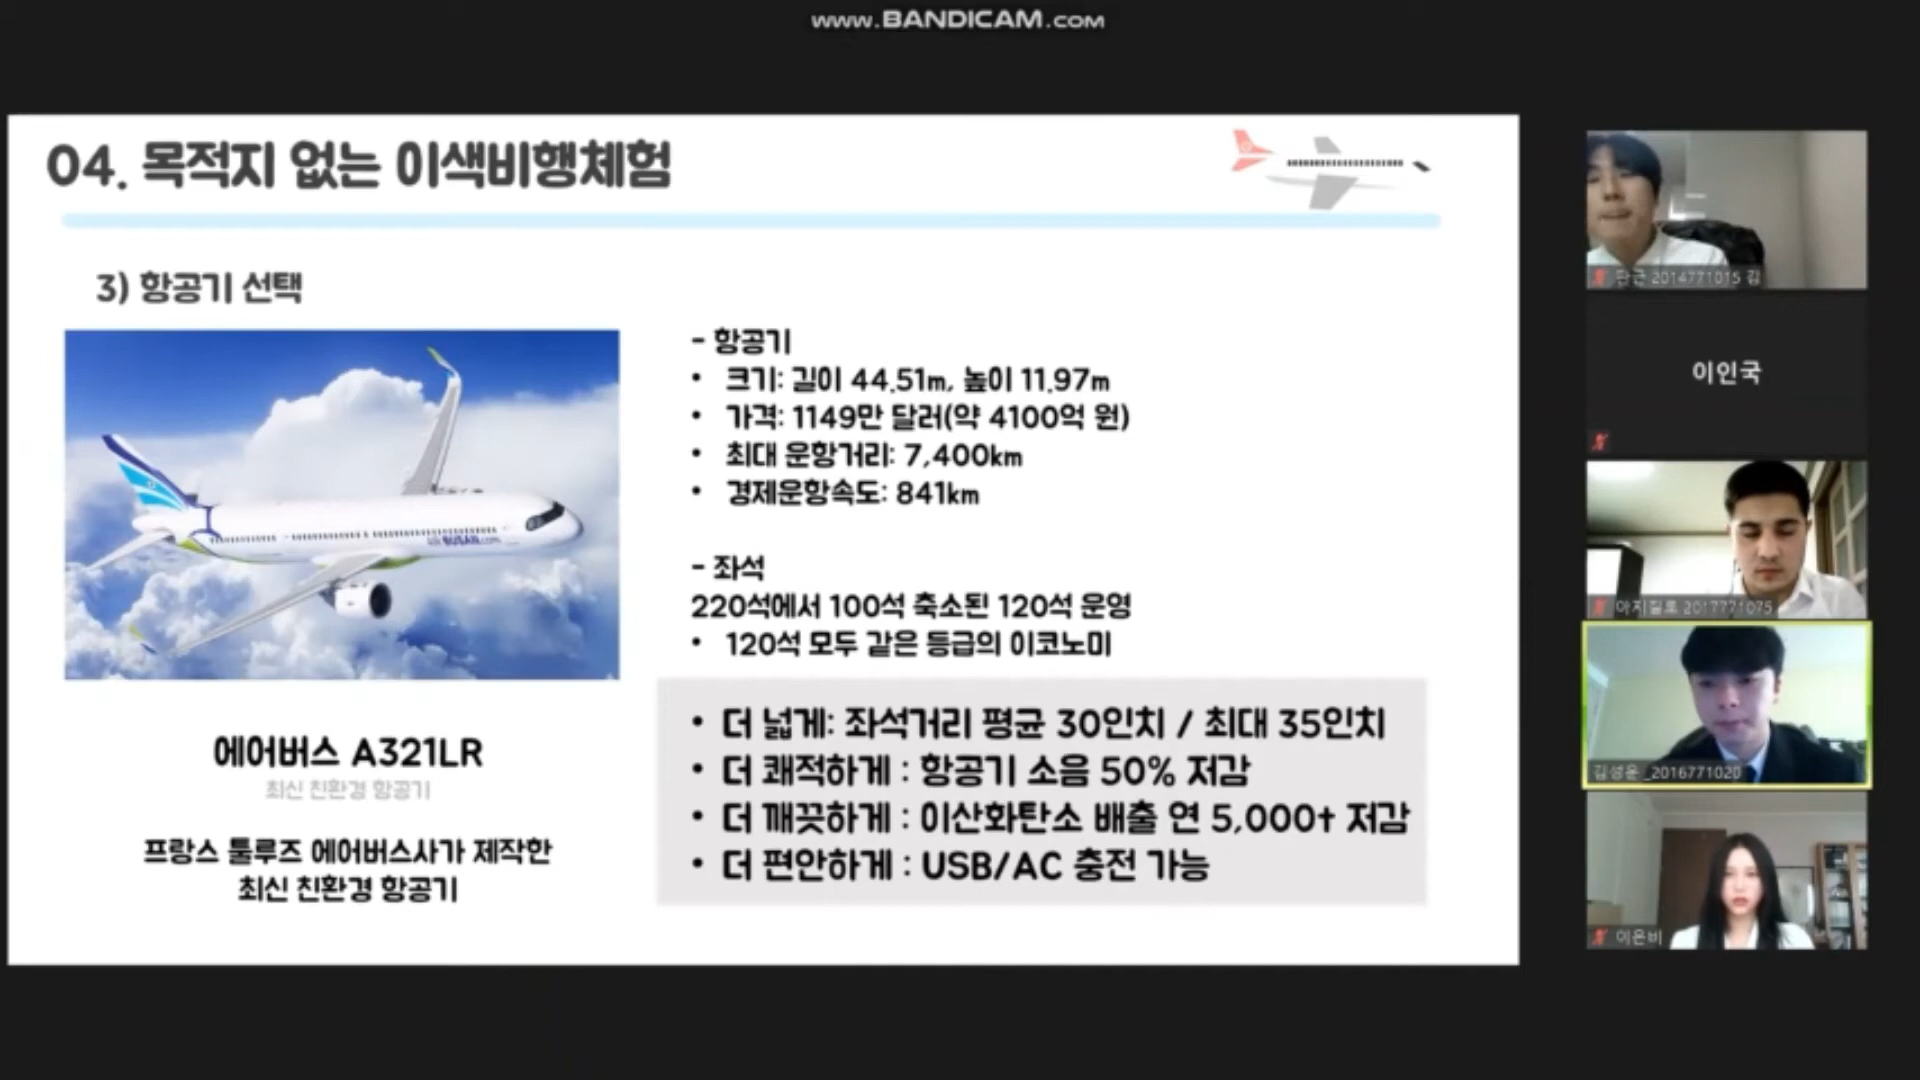 www.BANDICAM.com
04. 목적지 없는 이색비행체험
3) 항공기 선택
- 항공기
• 크기: 길이 44.51m, 높이 11.97m
• 가격: 1149만 달러(약 4100억 원)
• 최대 운항거리: 7,400km
• 경제운항속도: 841km
- 좌석
220석에서 100석 축소된 120석 운영
• 120석 모두 같은 등급의 이코노미
• 더 넓게: 좌석거리 평균 30인치 / 최대 35인치
• 더 쾌적하게 : 항공기 소음 50% 저감
• 더 깨끗하게 : 이산화탄소 배출 연 5,000t 저감
• 더 편안하게 : USB/AC 충전 가능
BUSAN
에어버스 A321LR
최신 친환경 항공기
프랑스 툴루즈 에어버스사가 제작한
최신 친환경 항공기
2014771015 김
이인국
2017771075
김성윤_2016771020
이은비